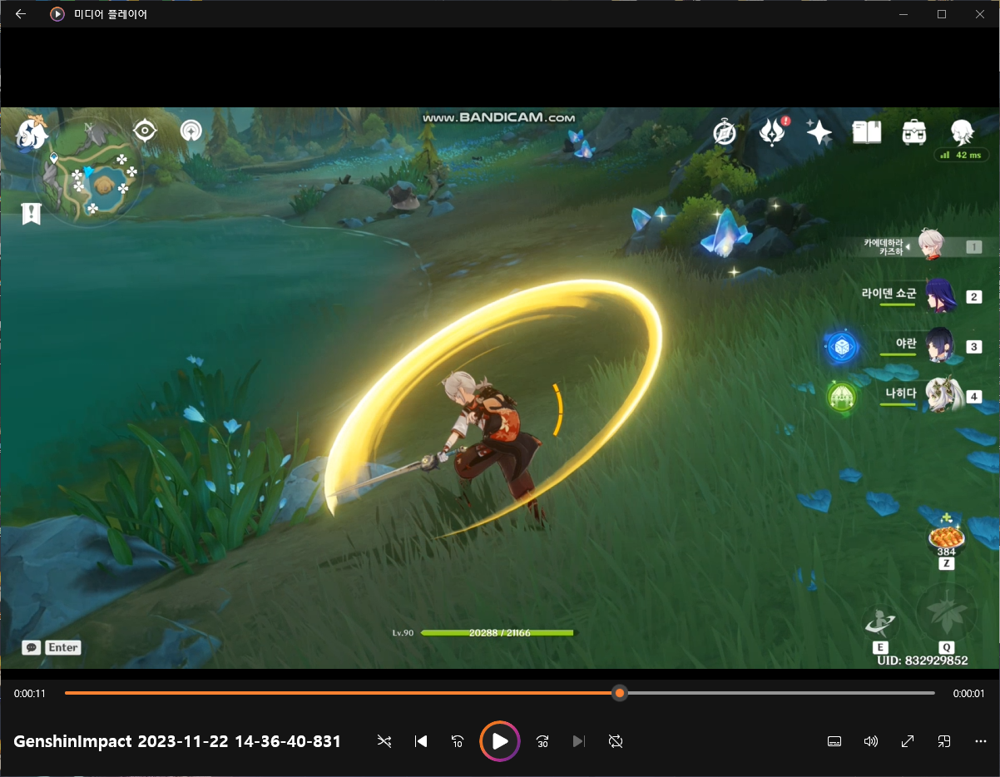 미디어 플레이어
www.BANDICAM.com
N
42 ms
카에데하라
카즈하
1
라이덴 쇼군
2
야란
3
나히다
4
384
Z
Lv.90
20288 / 21166
Enter
E
Q
UID: 832929852
0:00:11
0:00:01
GenshinImpact 2023-11-22 14-36-40-831
10
30